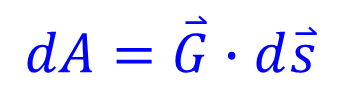 dA = G⃗ · ds⃗